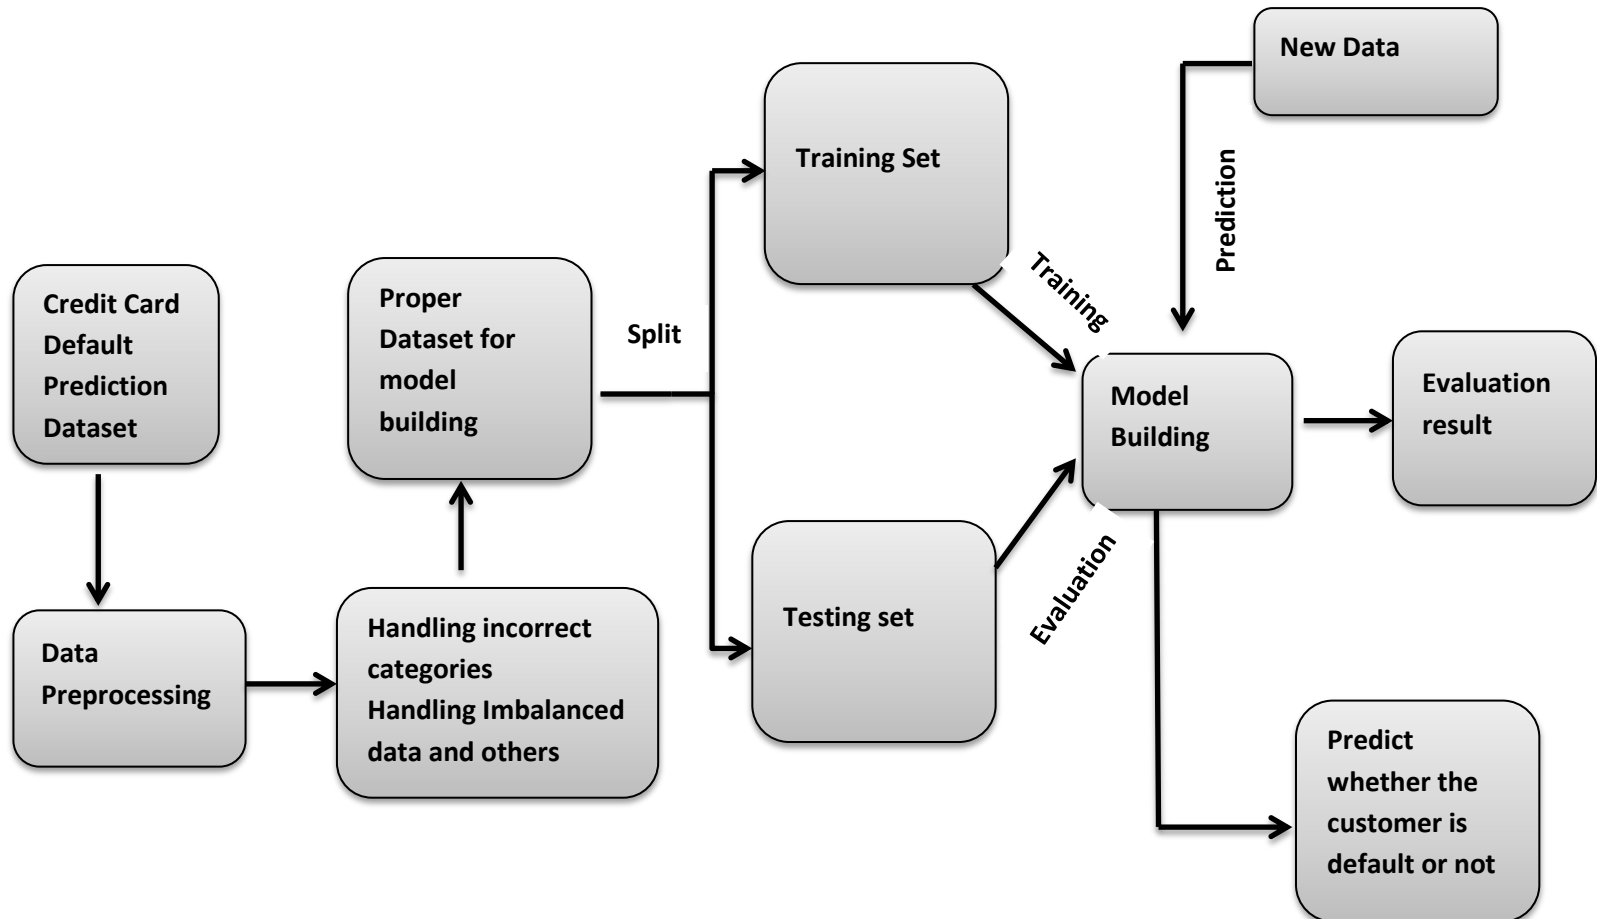 Credit Card
Default
Prediction
Dataset
Data
Preprocessing
Handling incorrect
categories
Handling Imbalanced
data and others
Proper
Dataset for
model
building
Split
Training Set
Testing set
Training
Evaluation
New Data
Prediction
Model
Building
Evaluation
result
Predict
whether the
customer is
default or not